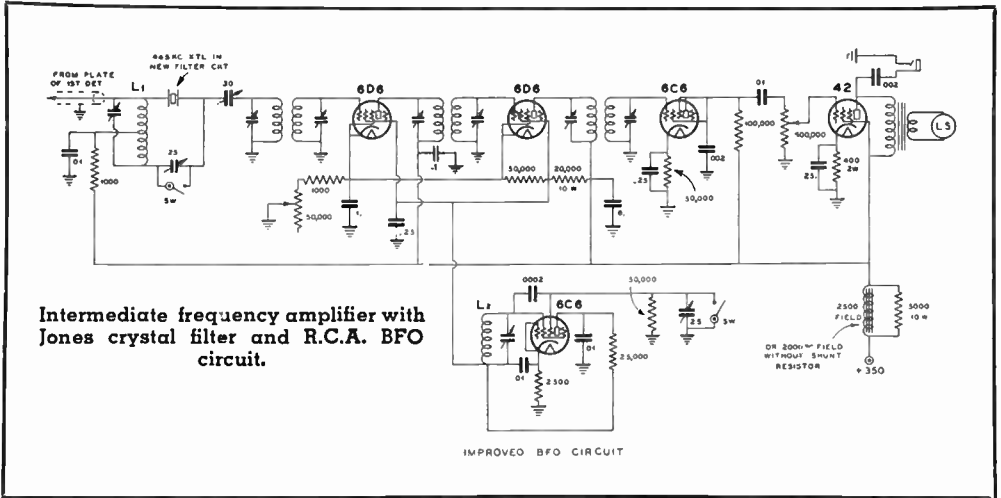 465KC XTL IN
NEW FILTER CKT
FROM PLATE
OF 1ST DET
L1
.30
6D6
6D6
6C6
.01
42
.002
100,000
500,000
LS
.01
1000
.25
SW
1000
50,000
1.
.25
.1
50,000
20,000
10 W
8.
.25
.002
50,000
25.
400
2W
L2
.0002
6C6
50,000
25
SW
.01
.01
2500
25,000
2500
FIELD
5000
10 W
OR 2000 FIELD
WITHOUT SHUNT
RESISTOR
+ 350
Intermediate frequency amplifier with
Jones crystal filter and R.C.A. BFO
circuit.
IMPROVED BFO CIRCUIT